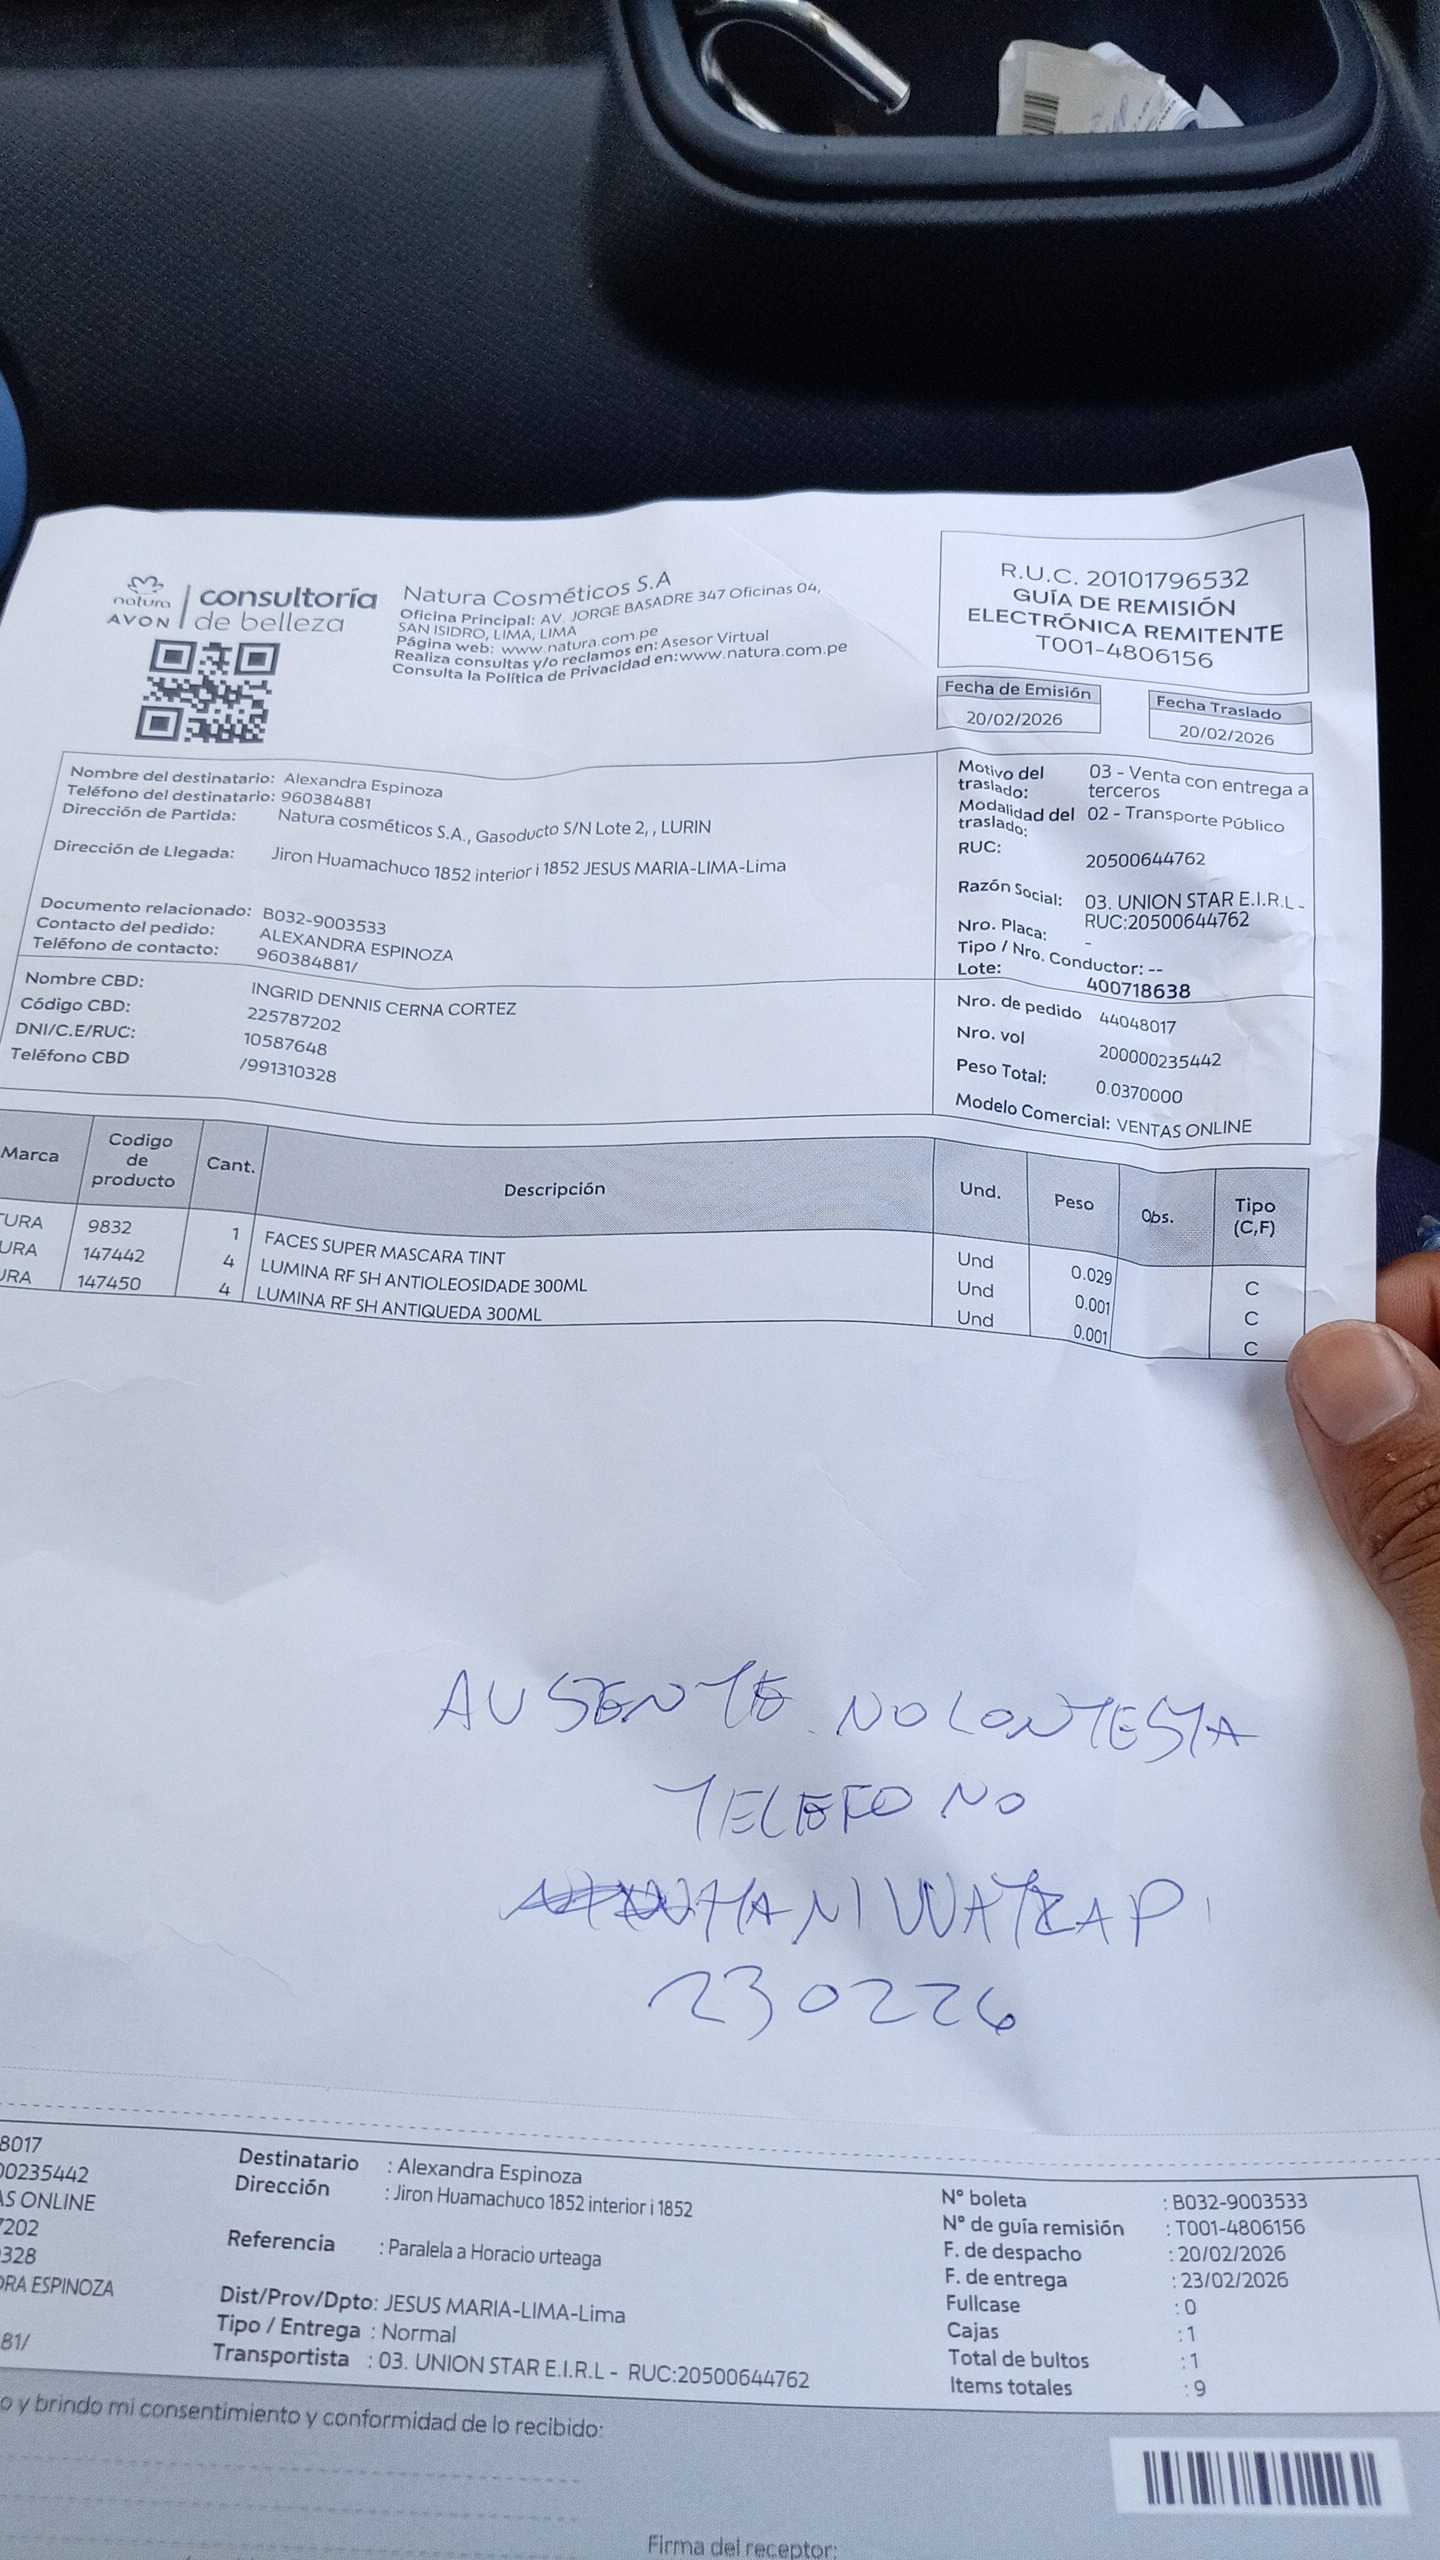 natura
AVON
consultoría
de belleza
Natura Cosméticos S.A
Oficina Principal: AV. JORGE BASADRE 347 Oficinas 04,
SAN ISIDRO, LIMA, LIMA
Página web: www.natura.com.pe
Realiza consultas y/o reclamos en: Asesor Virtual
Consulta la Política de Privacidad en:www.natura.com.pe
R.U.C. 20101796532
GUÍA DE REMISIÓN
ELECTRÓNICA REMITENTE
T001-4806156
Fecha de Emisión
20/02/2026
Fecha Traslado
20/02/2026
Nombre del destinatario: Alexandra Espinoza
Teléfono del destinatario: 960384881
Dirección de Partida: Natura cosméticos S.A., Gasoducto S/N Lote 2, , LURIN
Dirección de Llegada: Jiron Huamachuco 1852 interior i 1852 JESUS MARIA-LIMA-Lima
Documento relacionado: B032-9003533
Contacto del pedido: ALEXANDRA ESPINOZA
Teléfono de contacto: 960384881/
Motivo del traslado: 03 - Venta con entrega a terceros
Modalidad del traslado: 02 - Transporte Público
RUC: 20500644762
Razón Social: 03. UNION STAR E.I.R.L - RUC:20500644762
Nro. Placa: -
Tipo / Nro. Conductor: --
Lote: 400718638
Nombre CBD: INGRID DENNIS CERNA CORTEZ
Código CBD: 225787202
DNI/C.E/RUC: 10587648
Teléfono CBD /991310328
Nro. de pedido 44048017
Nro. vol 200000235442
Peso Total: 0.0370000
Modelo Comercial: VENTAS ONLINE
Marca Codigo de producto Cant. Descripción Und. Peso Obs. Tipo (C,F)
TURA 9832 1 FACES SUPER MASCARA TINT Und 0.029 C
URA 147442 4 LUMINA RF SH ANTIOLEOSIDADE 300ML Und 0.001 C
URA 147450 4 LUMINA RF SH ANTIQUEDA 300ML Und 0.001 C
AUSENTE NO CONTESTA
TELEFONO
NI WATZAP
230226
8017
00235442
AS ONLINE
7202
0328
DRA ESPINOZA
81/
Destinatario : Alexandra Espinoza
Dirección : Jiron Huamachuco 1852 interior i 1852
Referencia : Paralela a Horacio urteaga
Dist/Prov/Dpto: JESUS MARIA-LIMA-Lima
Tipo / Entrega : Normal
Transportista : 03. UNION STAR E.I.R.L - RUC:20500644762
N° boleta : B032-9003533
N° de guía remisión : T001-4806156
F. de despacho : 20/02/2026
F. de entrega : 23/02/2026
Fullcase : 0
Cajas : 1
Total de bultos : 1
Items totales : 9
o y brindo mi consentimiento y conformidad de lo recibido:
Firma del receptor: